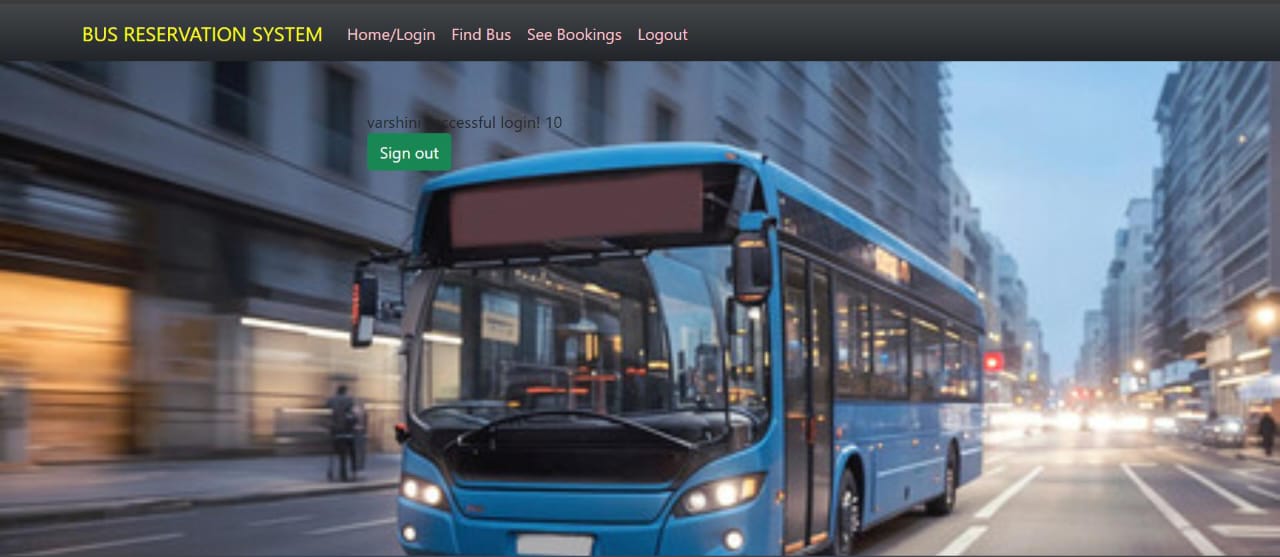 BUS RESERVATION SYSTEM Home/Login Find Bus See Bookings Logout
varshini successful login! 10
Sign out